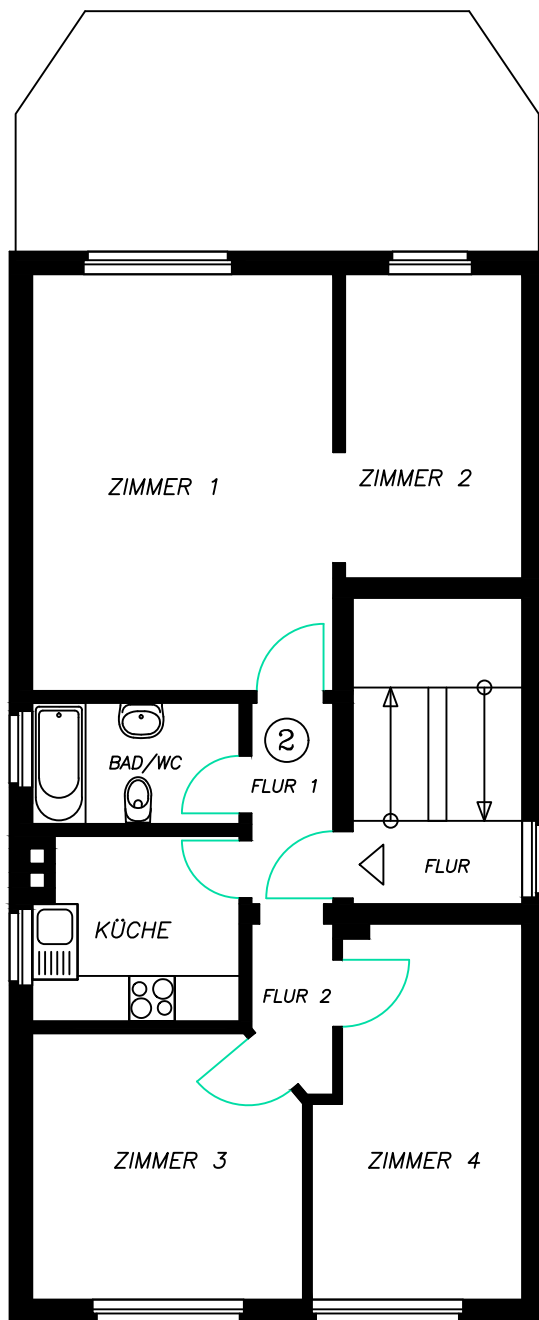 ZIMMER 1
ZIMMER 2
2
BAD/WC
FLUR 1
FLUR
KÜCHE
FLUR 2
ZIMMER 3
ZIMMER 4